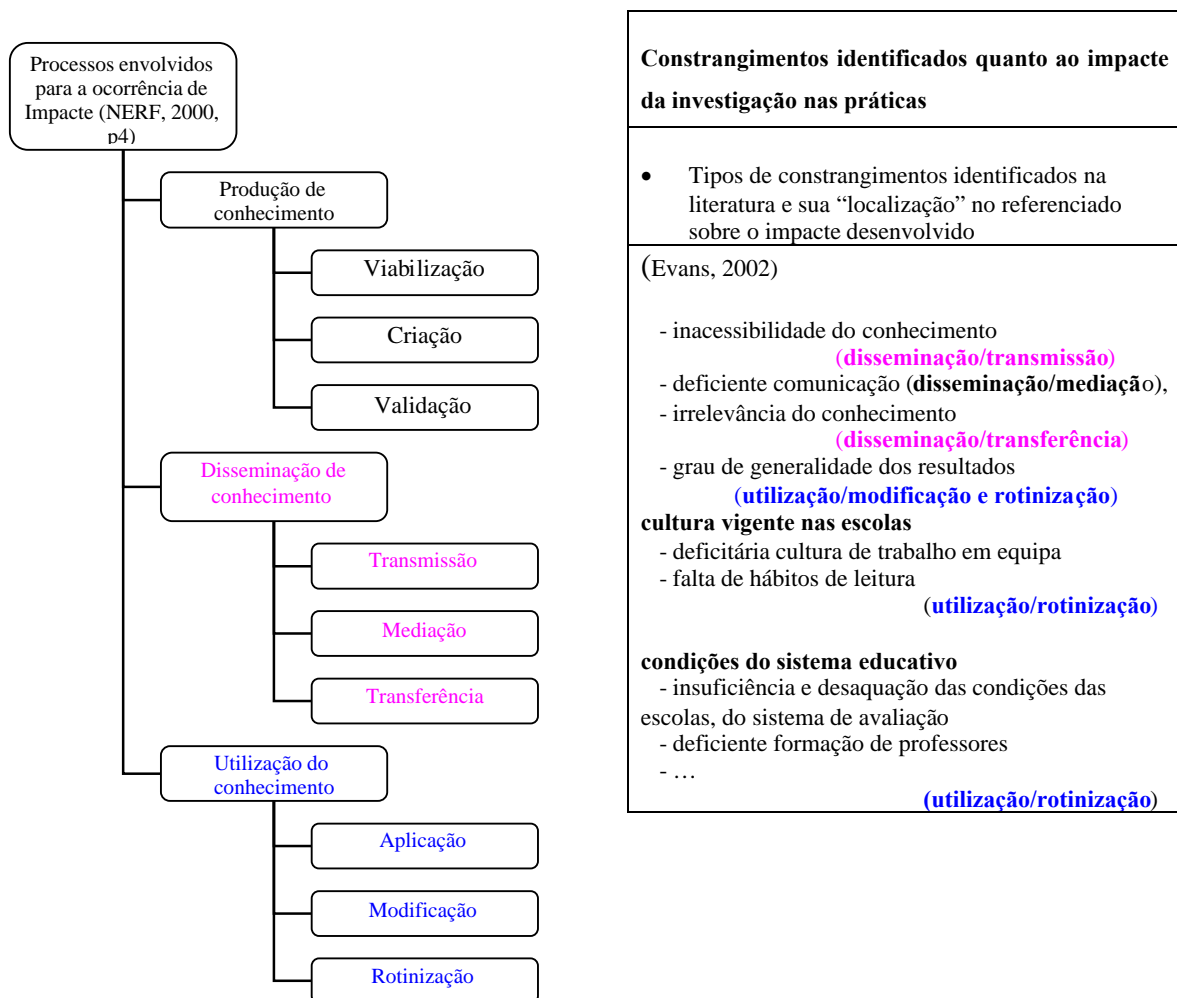 Processos envolvidos
para a ocorrência de
Impacte (NERF, 2000,
p4)
Produção de
conhecimento
Viabilização
Criação
Validação
Disseminação de
conhecimento
Transmissão
Mediação
Transferência
Utilização do
conhecimento
Aplicação
Modificação
Rotinização
Constrangimentos identificados quanto ao impacte
da investigação nas práticas
• Tipos de constrangimentos identificados na
literatura e sua “localização” no referenciado
sobre o impacte desenvolvido
(Evans, 2002)
- inacessibilidade do conhecimento
(disseminação/transmissão)
- deficiente comunicação (disseminação/mediação),
- irrelevância do conhecimento
(disseminação/transferência)
- grau de generalidade dos resultados
(utilização/modificação e rotinização)
cultura vigente nas escolas
- deficitária cultura de trabalho em equipa
- falta de hábitos de leitura
(utilização/rotinização)
condições do sistema educativo
- insuficiência e desaquação das condições das
escolas, do sistema de avaliação
- deficiente formação de professores
- …
(utilização/rotinização)